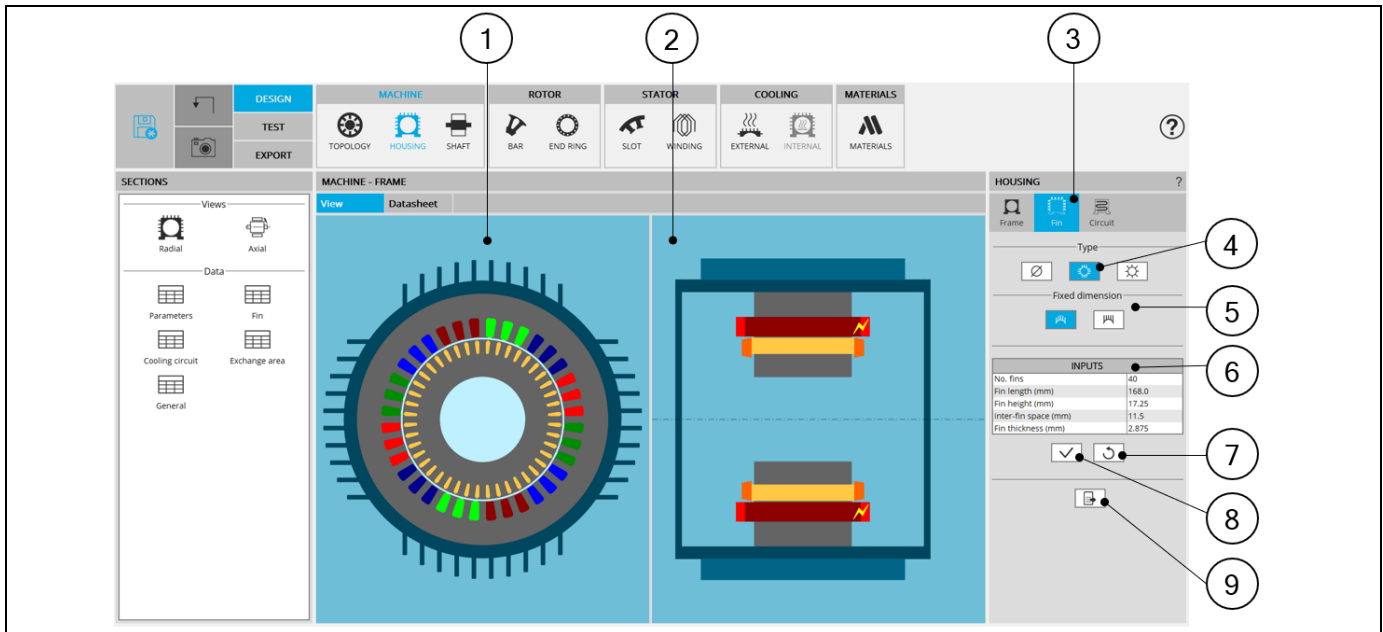 1 2 3
DESIGN MACHINE ROTOR STATOR COOLING MATERIALS
TEST
TOPOLOGY HOUSING SHAFT BAR END RING SLOT WINDING EXTERNAL INTERNAL MATERIALS
?
EXPORT
SECTIONS
Views
Radial Axial
Data
Parameters Fin
Cooling circuit Exchange area
General
MACHINE - FRAME
View Datasheet
HOUSING ?
Frame Fin Circuit
Type
4
Fixed dimension
5
INPUTS
6
No. fins 40
Fin length (mm) 168.0
Fin height (mm) 17.25
Inter-fin space (mm) 11.5
Fin thickness (mm) 2.875
7
8
9